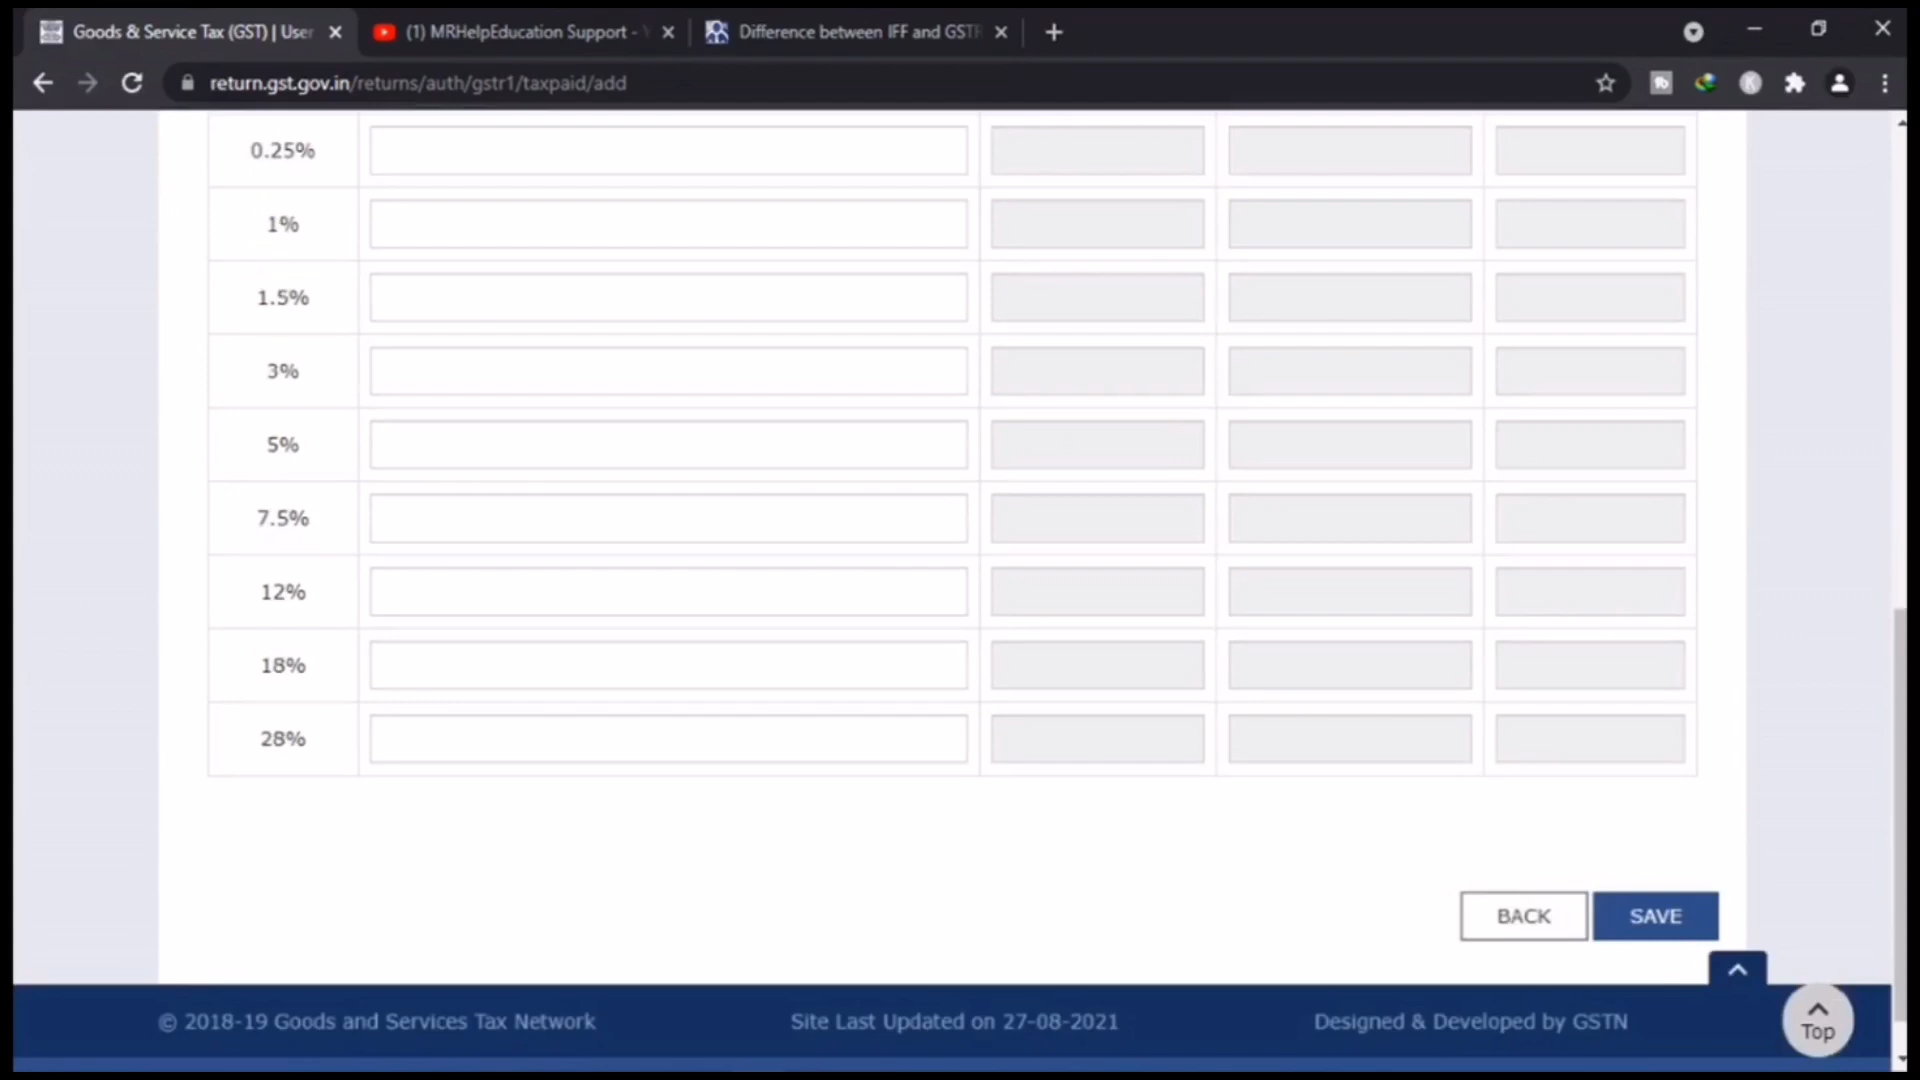 Goods & Service Tax (GST) | User
(1) MRHelpEducation Support -
Difference between IFF and GSTR
return.gst.gov.in/returns/auth/gstr1/taxpaid/add
0.25%
1%
1.5%
3%
5%
7.5%
12%
18%
28%
BACK
SAVE
© 2018-19 Goods and Services Tax Network
Site Last Updated on 27-08-2021
Designed & Developed by GSTN
Top